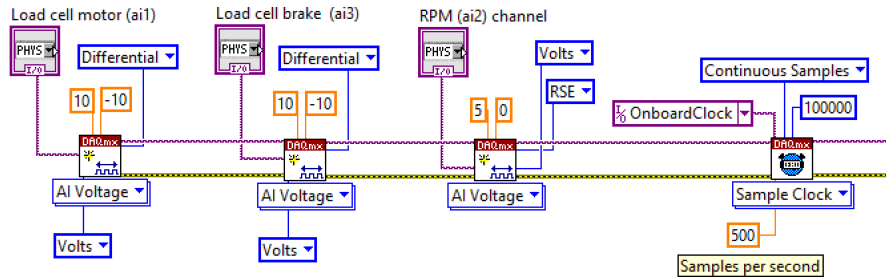 Load cell motor (ai1)
Load cell brake (ai3)
RPM (ai2) channel
PHYS
I/O
PHYS
I/O
PHYS
I/O
Differential
Differential
Volts
RSE
Continuous Samples
10
-10
10
-10
5
0
I/O OnboardClock
100000
DAQmx
DAQmx
DAQmx
DAQmx
AI Voltage
AI Voltage
AI Voltage
Sample Clock
Volts
Volts
500
Samples per second